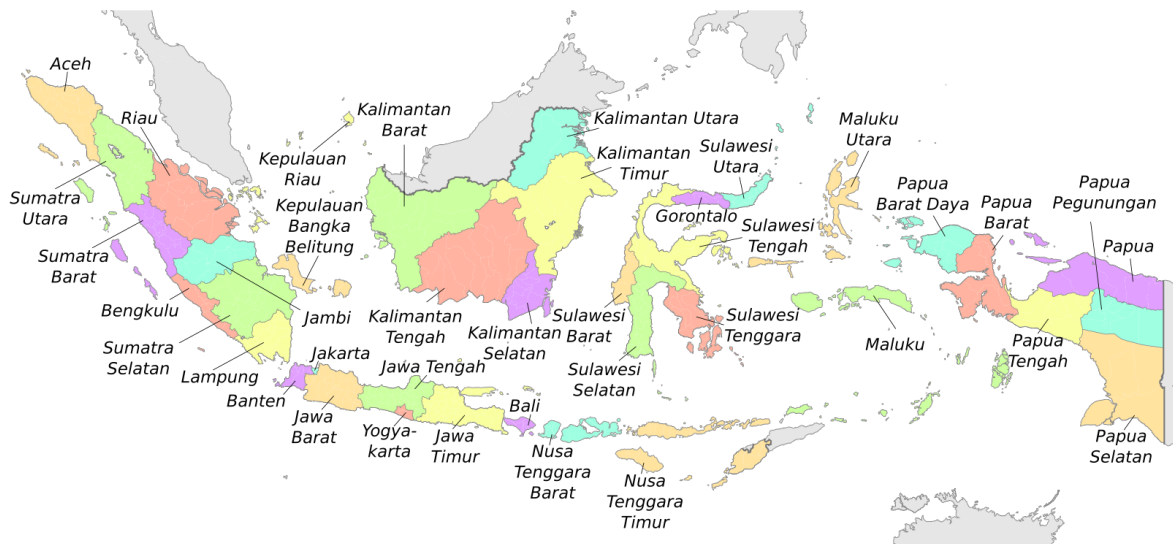 Aceh
Riau
Sumatra
Utara
Sumatra
Barat
Bengkulu
Sumatra
Selatan
Lampung
Jambi
Kepulauan
Riau
Kepulauan
Bangka
Belitung
Banten
Jakarta
Jawa
Barat
Jawa Tengah
Yogya-
karta
Jawa
Timur
Bali
Nusa
Tenggara
Barat
Nusa
Tenggara
Timur
Kalimantan
Barat
Kalimantan Utara
Kalimantan
Timur
Kalimantan
Tengah
Kalimantan
Selatan
Sulawesi
Utara
Gorontalo
Sulawesi
Tengah
Sulawesi
Barat
Sulawesi
Selatan
Sulawesi
Tenggara
Maluku
Utara
Maluku
Papua
Barat Daya
Papua
Barat
Papua
Pegunungan
Papua
Papua
Tengah
Papua
Selatan